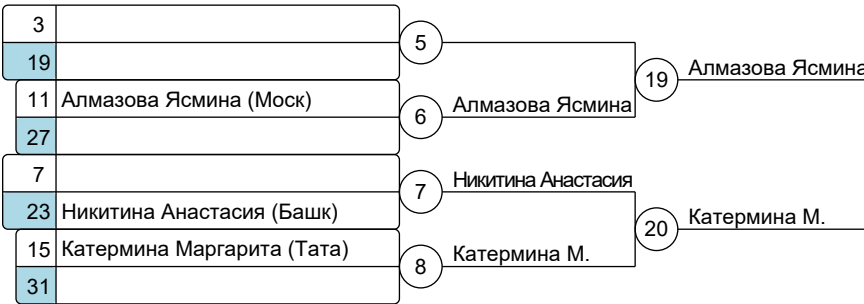 3
19
5
11 Алмазова Ясмина (Моск)
27
6
Алмазова Ясмина
19
Алмазова Ясмина
7
23 Никитина Анастасия (Башк)
7
Никитина Анастасия
15 Катермина Маргарита (Тата)
31
8
Катермина М.
20
Катермина М.